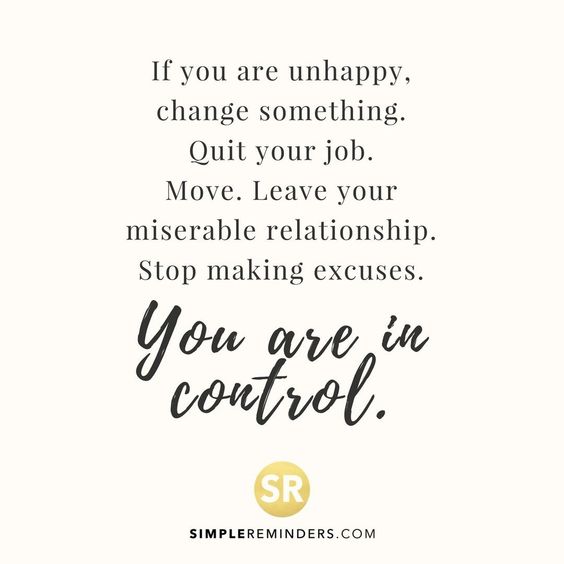 If you are unhappy,
change something.
Quit your job.
Move. Leave your
miserable relationship.
Stop making excuses.
You are in
control.
SR
SIMPLEREMINDERS.COM